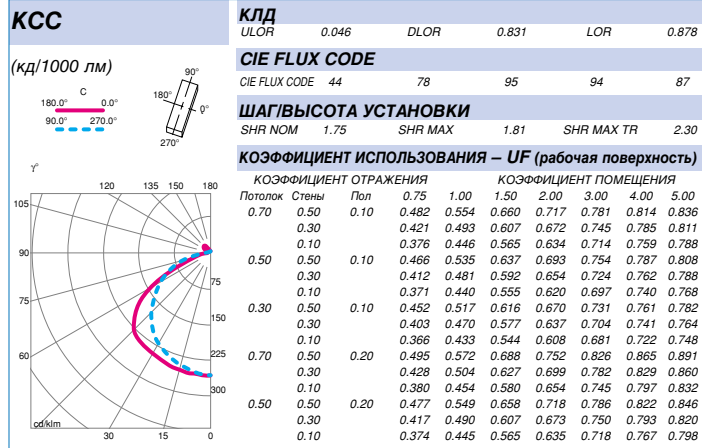 КСС
(кд/1000 лм)
C
180.0° 0.0°
90.0° 270.0°
90°
180°
0°
270°
γ°
120 135 150 180
105
90
75
60
30 15 0
75
150
225
300
cd/klm
КЛД
ULOR 0.046 DLOR 0.831 LOR 0.878
CIE FLUX CODE
CIE FLUX CODE 44 78 95 94 87
ШАГ/ВЫСОТА УСТАНОВКИ
SHR NOM 1.75 SHR MAX 1.81 SHR MAX TR 2.30
КОЭФФИЦИЕНТ ИСПОЛЬЗОВАНИЯ – UF (рабочая поверхность)
КОЭФФИЦИЕНТ ОТРАЖЕНИЯ КОЭФФИЦИЕНТ ПОМЕЩЕНИЯ
Потолок Стены Пол 0.75 1.00 1.50 2.00 3.00 4.00 5.00
0.70 0.50 0.10 0.482 0.554 0.660 0.717 0.781 0.814 0.836
0.30 0.421 0.493 0.607 0.672 0.745 0.785 0.811
0.10 0.376 0.446 0.565 0.634 0.714 0.759 0.788
0.50 0.50 0.10 0.466 0.535 0.637 0.693 0.754 0.787 0.808
0.30 0.412 0.481 0.592 0.654 0.724 0.762 0.788
0.10 0.371 0.440 0.555 0.620 0.697 0.740 0.768
0.30 0.50 0.10 0.452 0.517 0.616 0.670 0.731 0.761 0.782
0.30 0.403 0.470 0.577 0.637 0.704 0.741 0.764
0.10 0.366 0.433 0.544 0.608 0.681 0.722 0.748
0.70 0.50 0.20 0.495 0.572 0.688 0.752 0.826 0.865 0.891
0.30 0.428 0.504 0.627 0.699 0.782 0.829 0.860
0.10 0.380 0.454 0.580 0.654 0.745 0.797 0.832
0.50 0.50 0.20 0.477 0.549 0.658 0.718 0.786 0.822 0.846
0.30 0.417 0.490 0.607 0.673 0.750 0.793 0.820
0.10 0.374 0.445 0.565 0.635 0.718 0.767 0.798